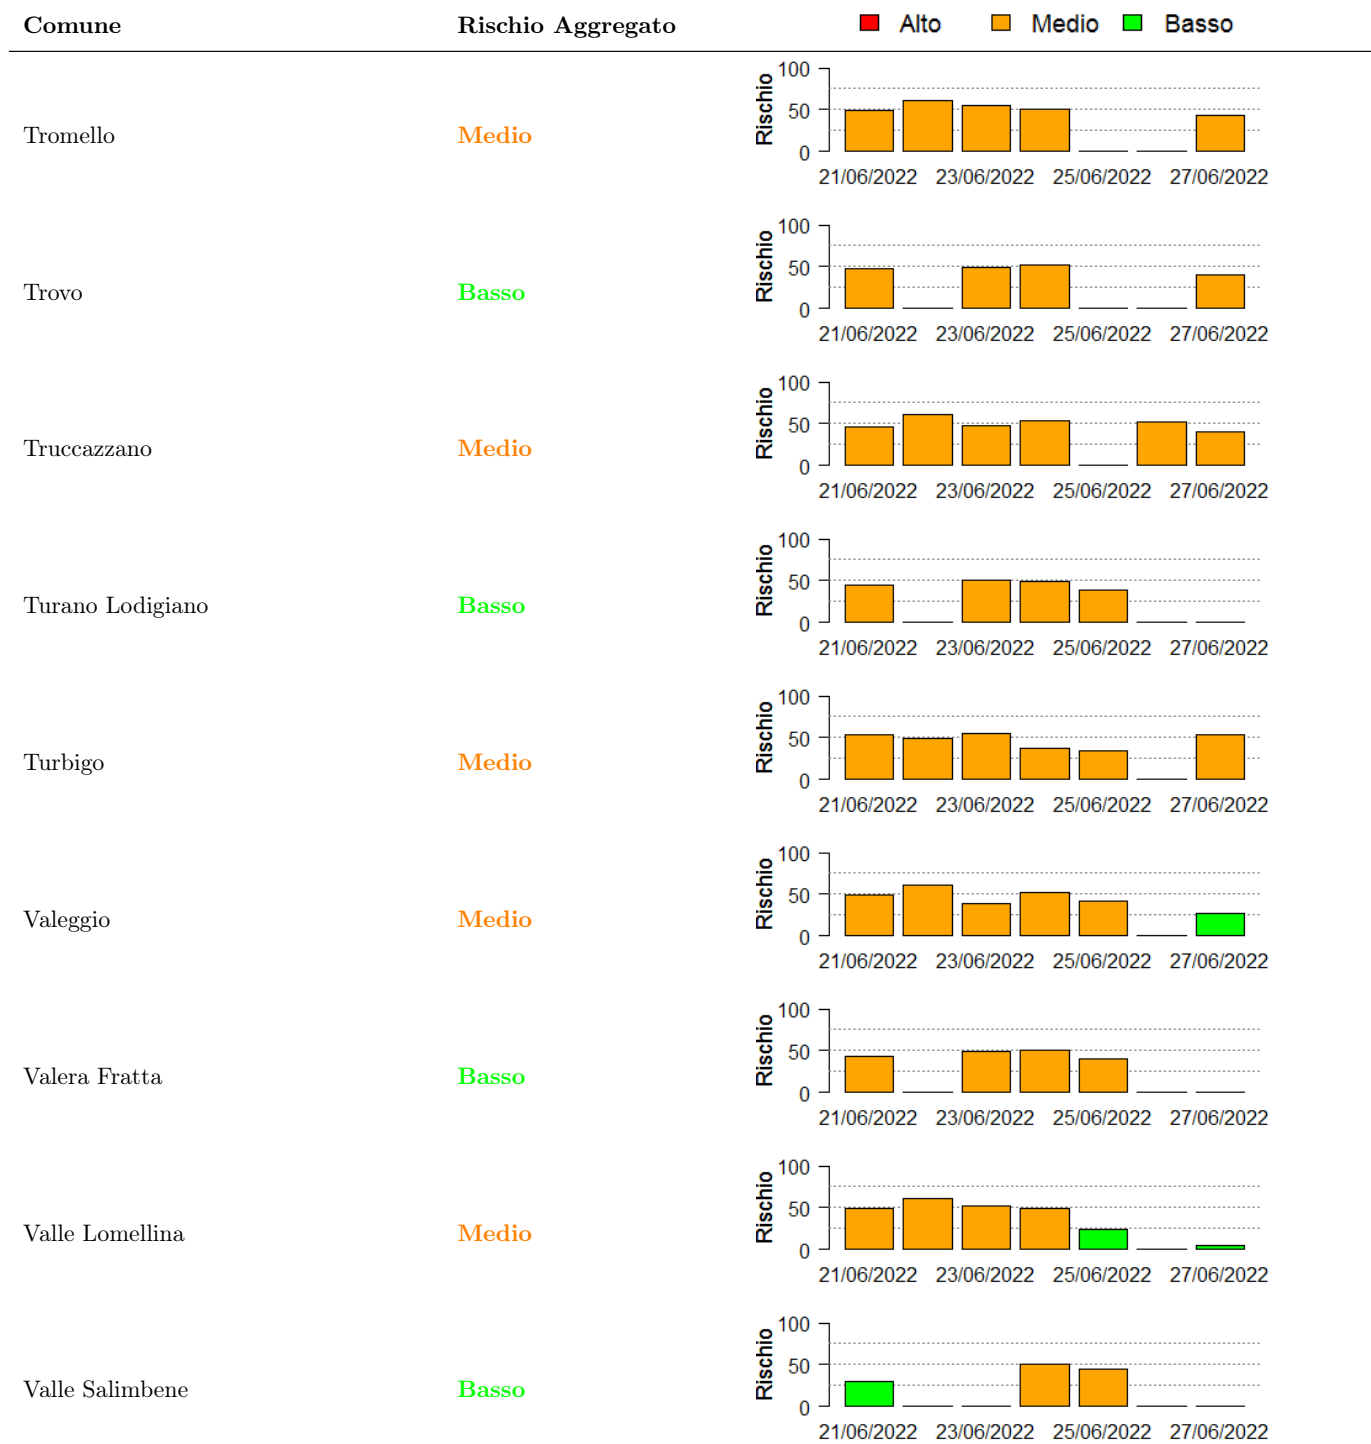 Comune Rischio Aggregato Alto Medio Basso
Tromello Medio
Rischio
100
50
0
21/06/2022 23/06/2022 25/06/2022 27/06/2022
Trovo Basso
Rischio
100
50
0
21/06/2022 23/06/2022 25/06/2022 27/06/2022
Truccazzano Medio
Rischio
100
50
0
21/06/2022 23/06/2022 25/06/2022 27/06/2022
Turano Lodigiano Basso
Rischio
100
50
0
21/06/2022 23/06/2022 25/06/2022 27/06/2022
Turbigo Medio
Rischio
100
50
0
21/06/2022 23/06/2022 25/06/2022 27/06/2022
Valeggio Medio
Rischio
100
50
0
21/06/2022 23/06/2022 25/06/2022 27/06/2022
Valera Fratta Basso
Rischio
100
50
0
21/06/2022 23/06/2022 25/06/2022 27/06/2022
Valle Lomellina Medio
Rischio
100
50
0
21/06/2022 23/06/2022 25/06/2022 27/06/2022
Valle Salimbene Basso
Rischio
100
50
0
21/06/2022 23/06/2022 25/06/2022 27/06/2022